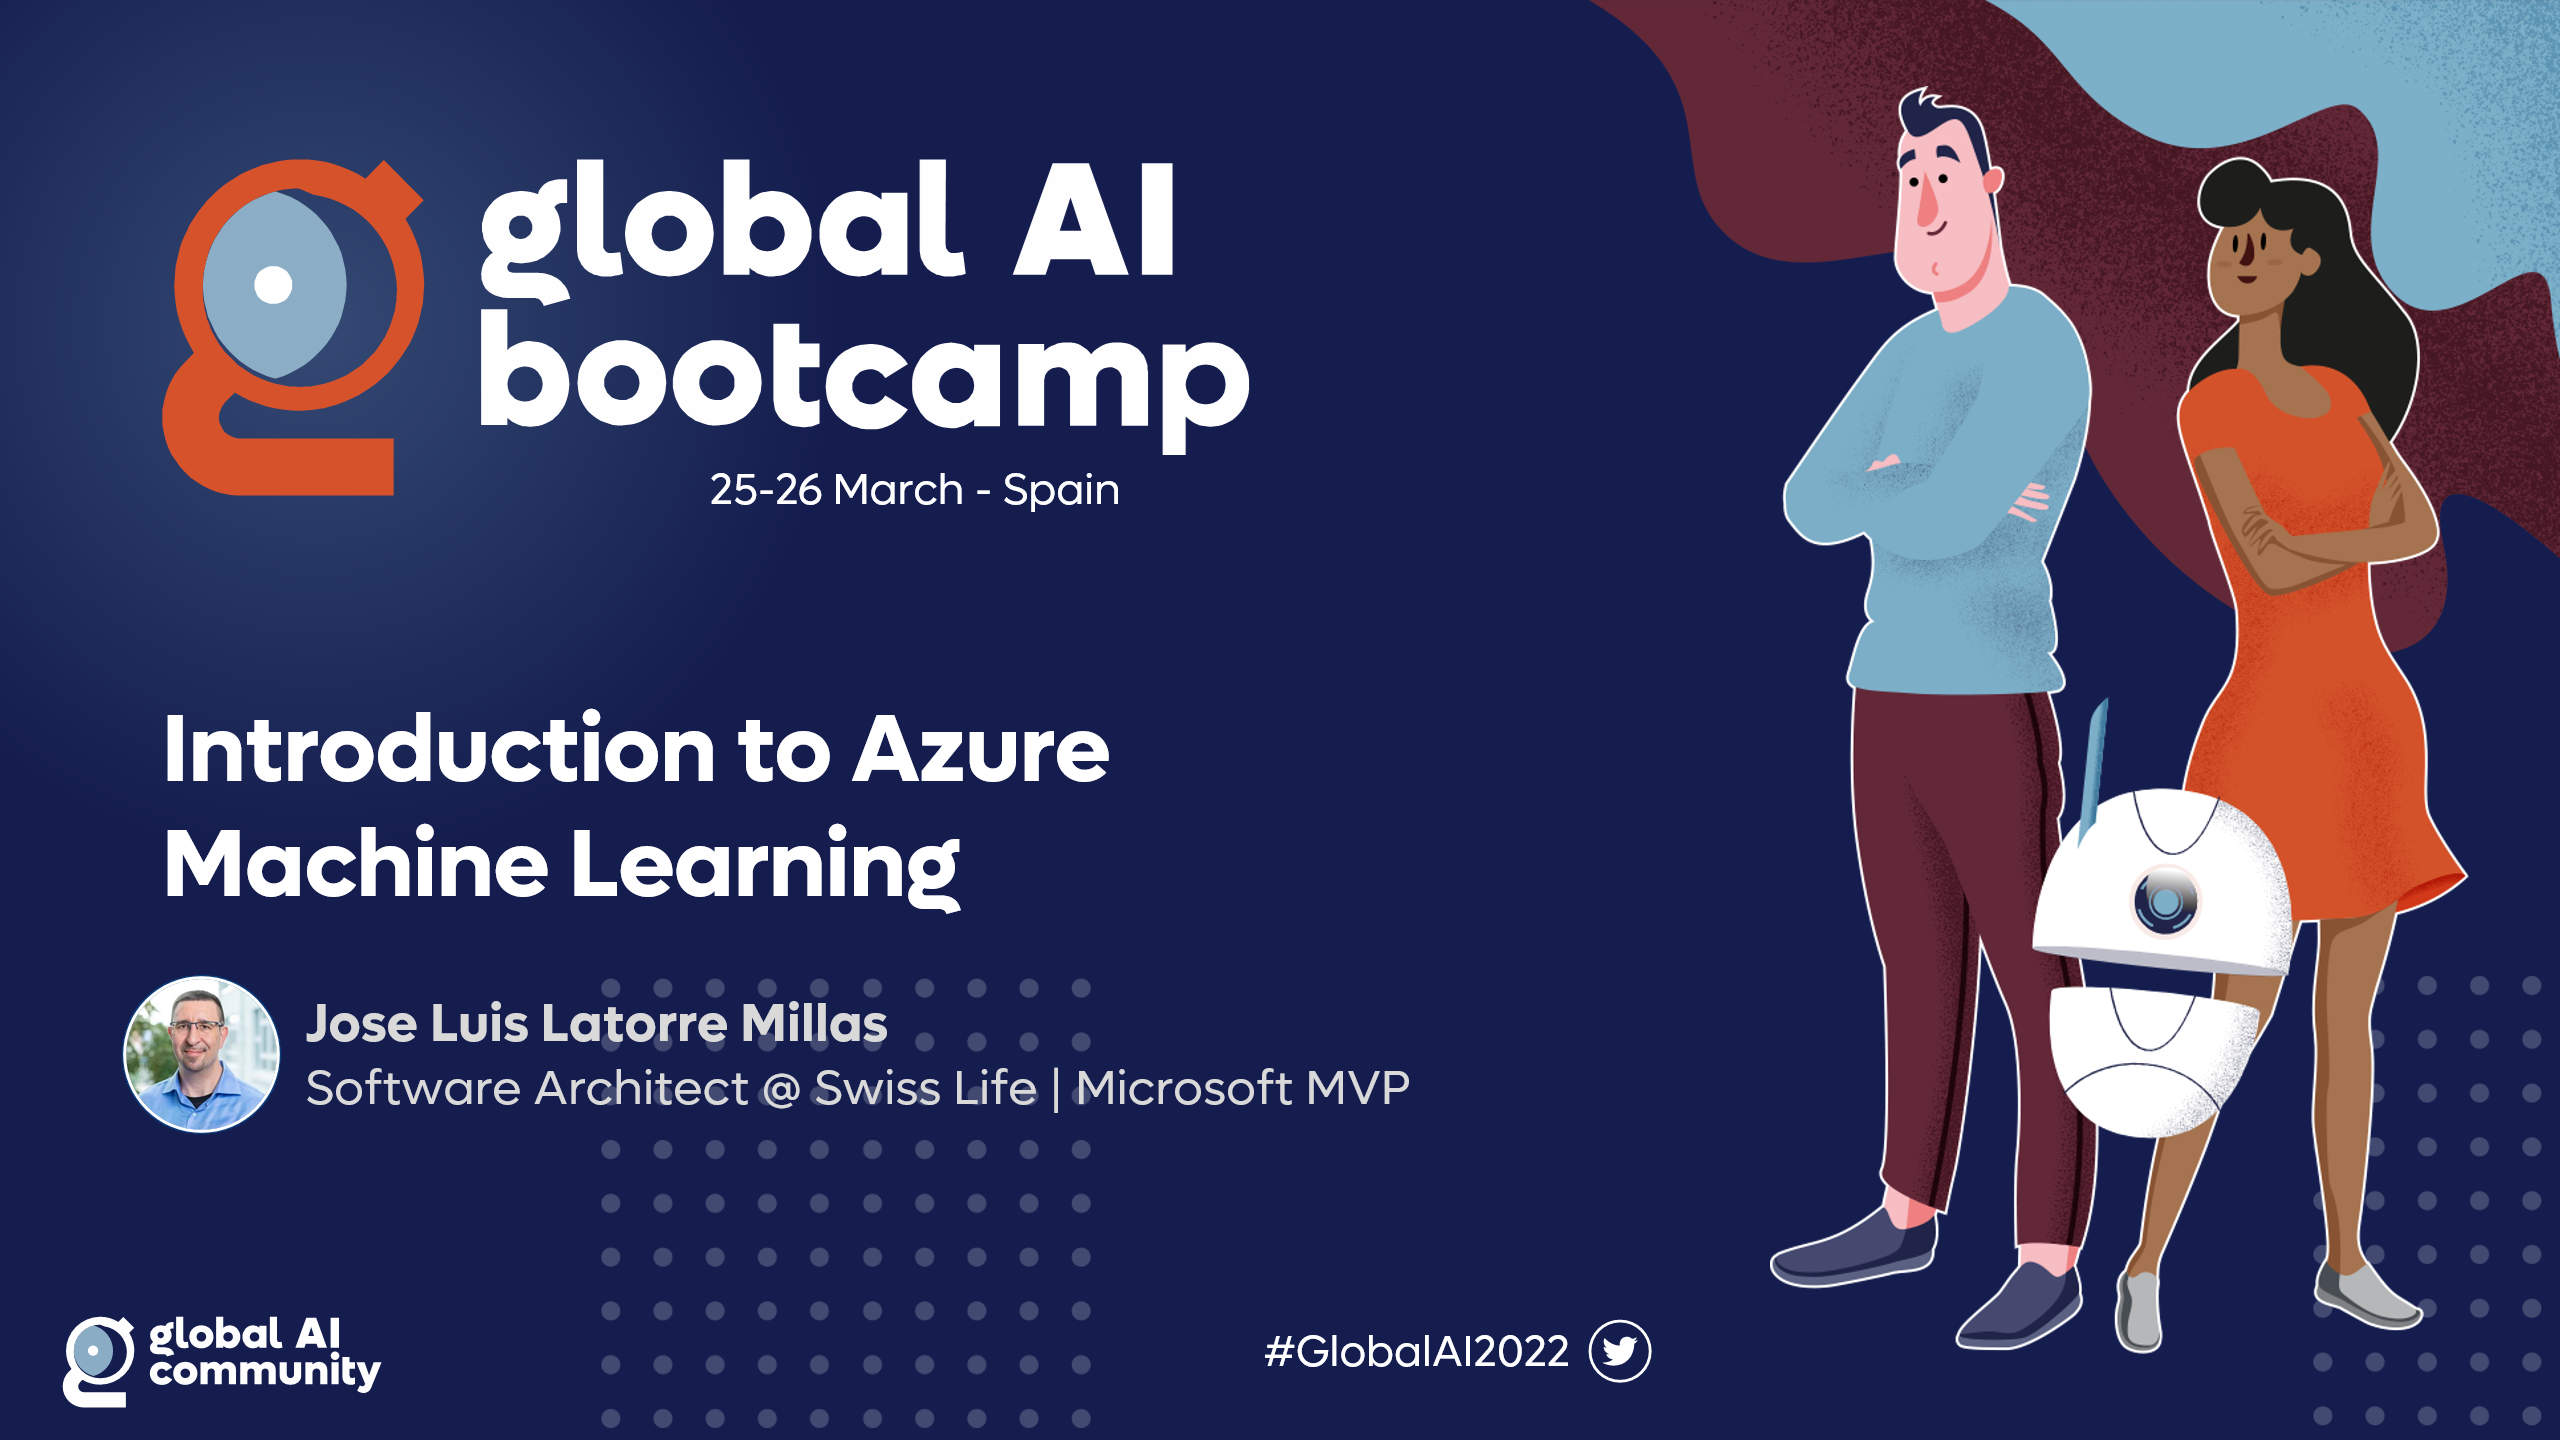 global AI
bootcamp
25-26 March - Spain
Introduction to Azure
Machine Learning
Jose Luis Latorre Millas
Software Architect @ Swiss Life | Microsoft MVP
global AI
community
#GlobalAI2022